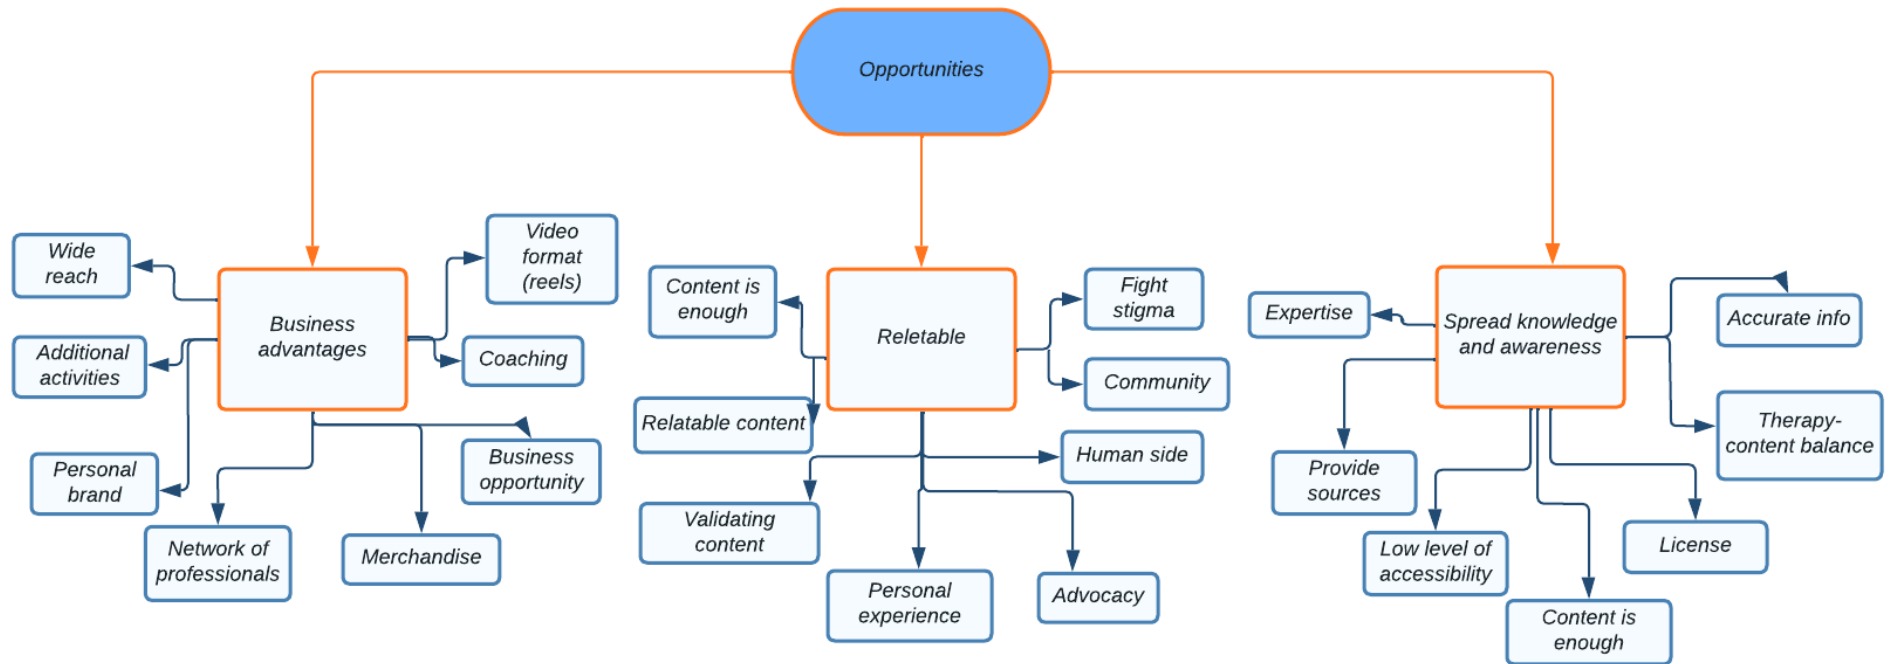 Opportunities
Wide
reach
Video
format
(reels)
Business
advantages
Additional
activities
Coaching
Personal
brand
Business
opportunity
Network of
professionals
Merchandise
Content is
enough
Reletable
Fight
stigma
Community
Relatable content
Human side
Validating
content
Personal
experience
Advocacy
Expertise
Spread knowledge
and awareness
Accurate info
Provide
sources
Therapy-
content balance
Low level of
accessibility
License
Content is
enough